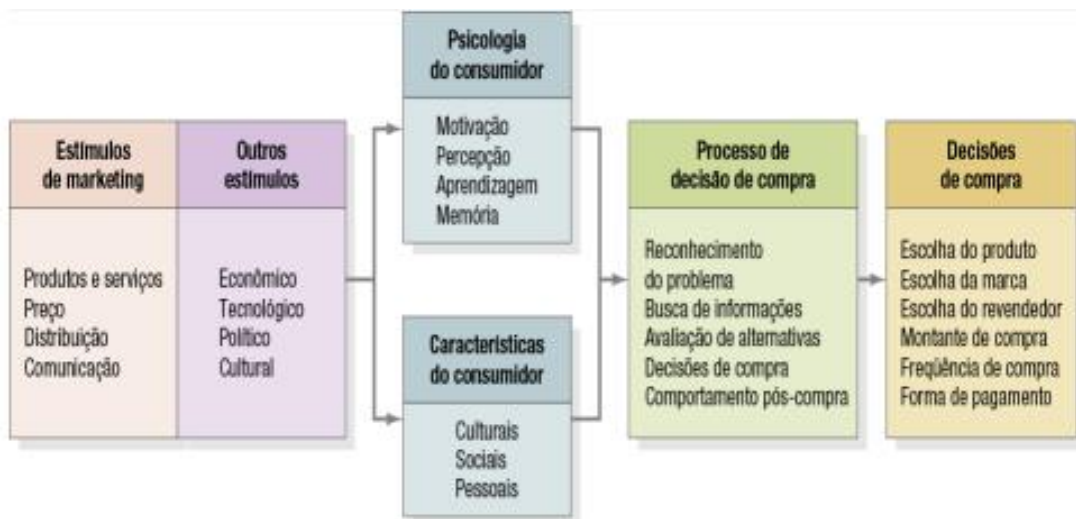 Estímulos
de marketing
Produtos e serviços
Preço
Distribuição
Comunicação
Outros
estímulos
Econômico
Tecnológico
Político
Cultural
Psicologia
do consumidor
Motivação
Percepção
Aprendizagem
Memória
Características
do consumidor
Culturais
Sociais
Pessoais
Processo de
decisão de compra
Reconhecimento
do problema
Busca de informações
Avaliação de alternativas
Decisões de compra
Comportamento pós-compra
Decisões
de compra
Escolha do produto
Escolha da marca
Escolha do revendedor
Montante de compra
Freqüência de compra
Forma de pagamento